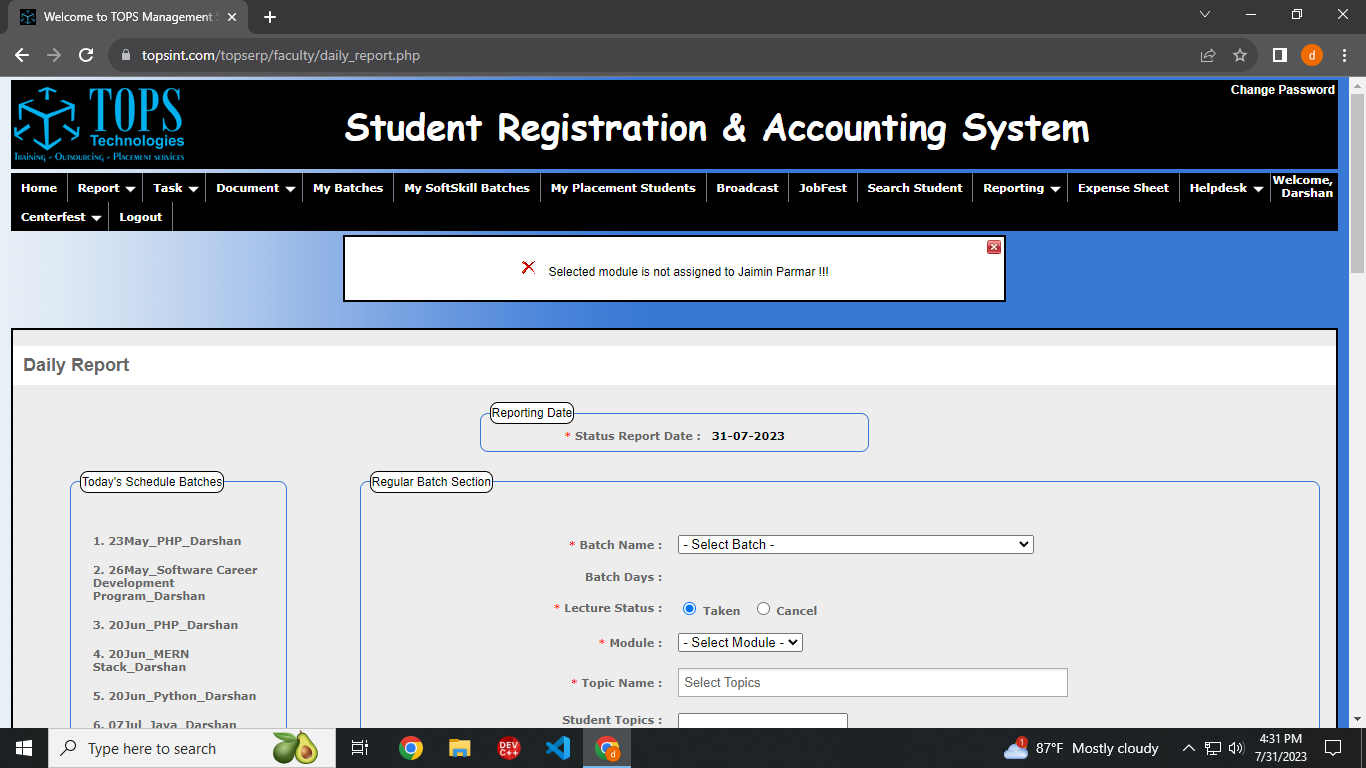 Welcome to TOPS Management S
topsint.com/topserp/faculty/daily_report.php
d
Change Password
TOPS
Technologies
Training - Outsourcing - Placement services
Student Registration & Accounting System
Home Report Task Document My Batches My SoftSkill Batches My Placement Students Broadcast JobFest Search Student Reporting Expense Sheet Helpdesk Welcome,
Darshan
Centerfest Logout
Selected module is not assigned to Jaimin Parmar !!!
Daily Report
Reporting Date
* Status Report Date : 31-07-2023
Today's Schedule Batches
1. 23May_PHP_Darshan
2. 26May_Software Career
Development
Program_Darshan
3. 20Jun_PHP_Darshan
4. 20Jun_MERN
Stack_Darshan
5. 20Jun_Python_Darshan
6. 07Jul_Java_Darshan
Regular Batch Section
* Batch Name : - Select Batch -
Batch Days :
* Lecture Status : Taken Cancel
* Module : - Select Module -
* Topic Name : Select Topics
Student Topics :
Type here to search
DEV
C++
d
1
87°F Mostly cloudy
4:31 PM
7/31/2023